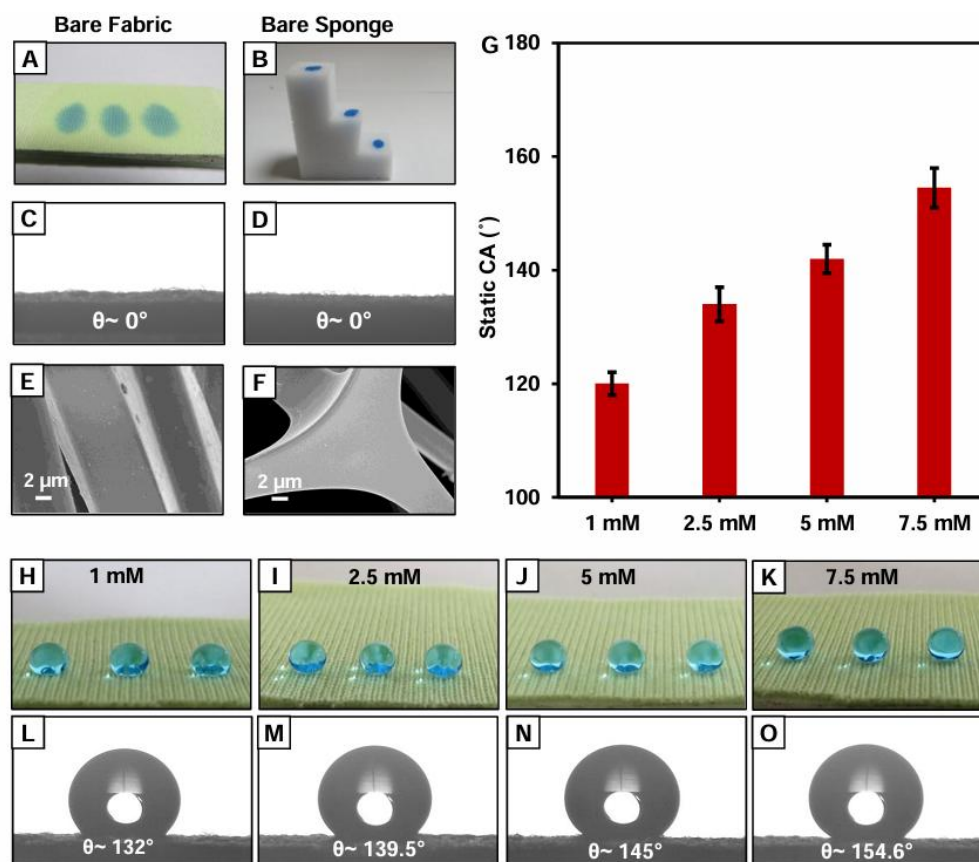 Bare Fabric
Bare Sponge
A
B
C
θ~ 0°
D
θ~ 0°
E
2 µm
F
2 µm
G
Static CA (°)
180
160
140
120
100
1 mM
2.5 mM
5 mM
7.5 mM
H
1 mM
I
2.5 mM
J
5 mM
K
7.5 mM
L
θ~ 132°
M
θ~ 139.5°
N
θ~ 145°
O
θ~ 154.6°